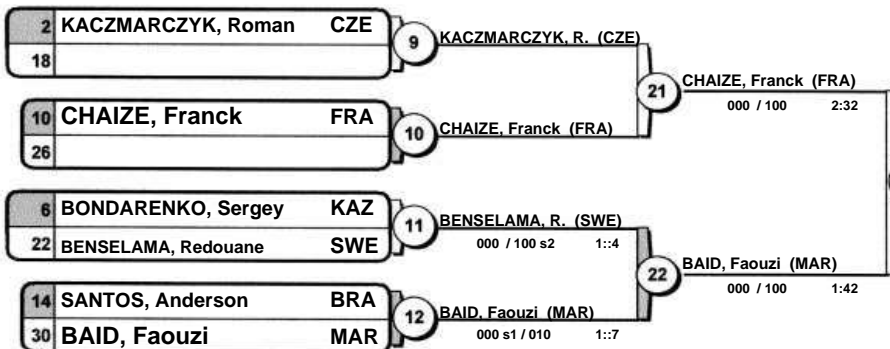 2 KACZMARCZYK, Roman CZE
18
9
KACZMARCZYK, R. (CZE)
10 CHAIZE, Franck FRA
26
10
CHAIZE, Franck (FRA)
21
CHAIZE, Franck (FRA)
000 / 100 2:32
6 BONDARENKO, Sergey KAZ
22 BENSELAMA, Redouane SWE
11
BENSELAMA, R. (SWE)
000 / 100 s2 1::4
14 SANTOS, Anderson BRA
30 BAID, Faouzi MAR
12
BAID, Faouzi (MAR)
000 s1 / 010 1::7
22
BAID, Faouzi (MAR)
000 / 100 1:42